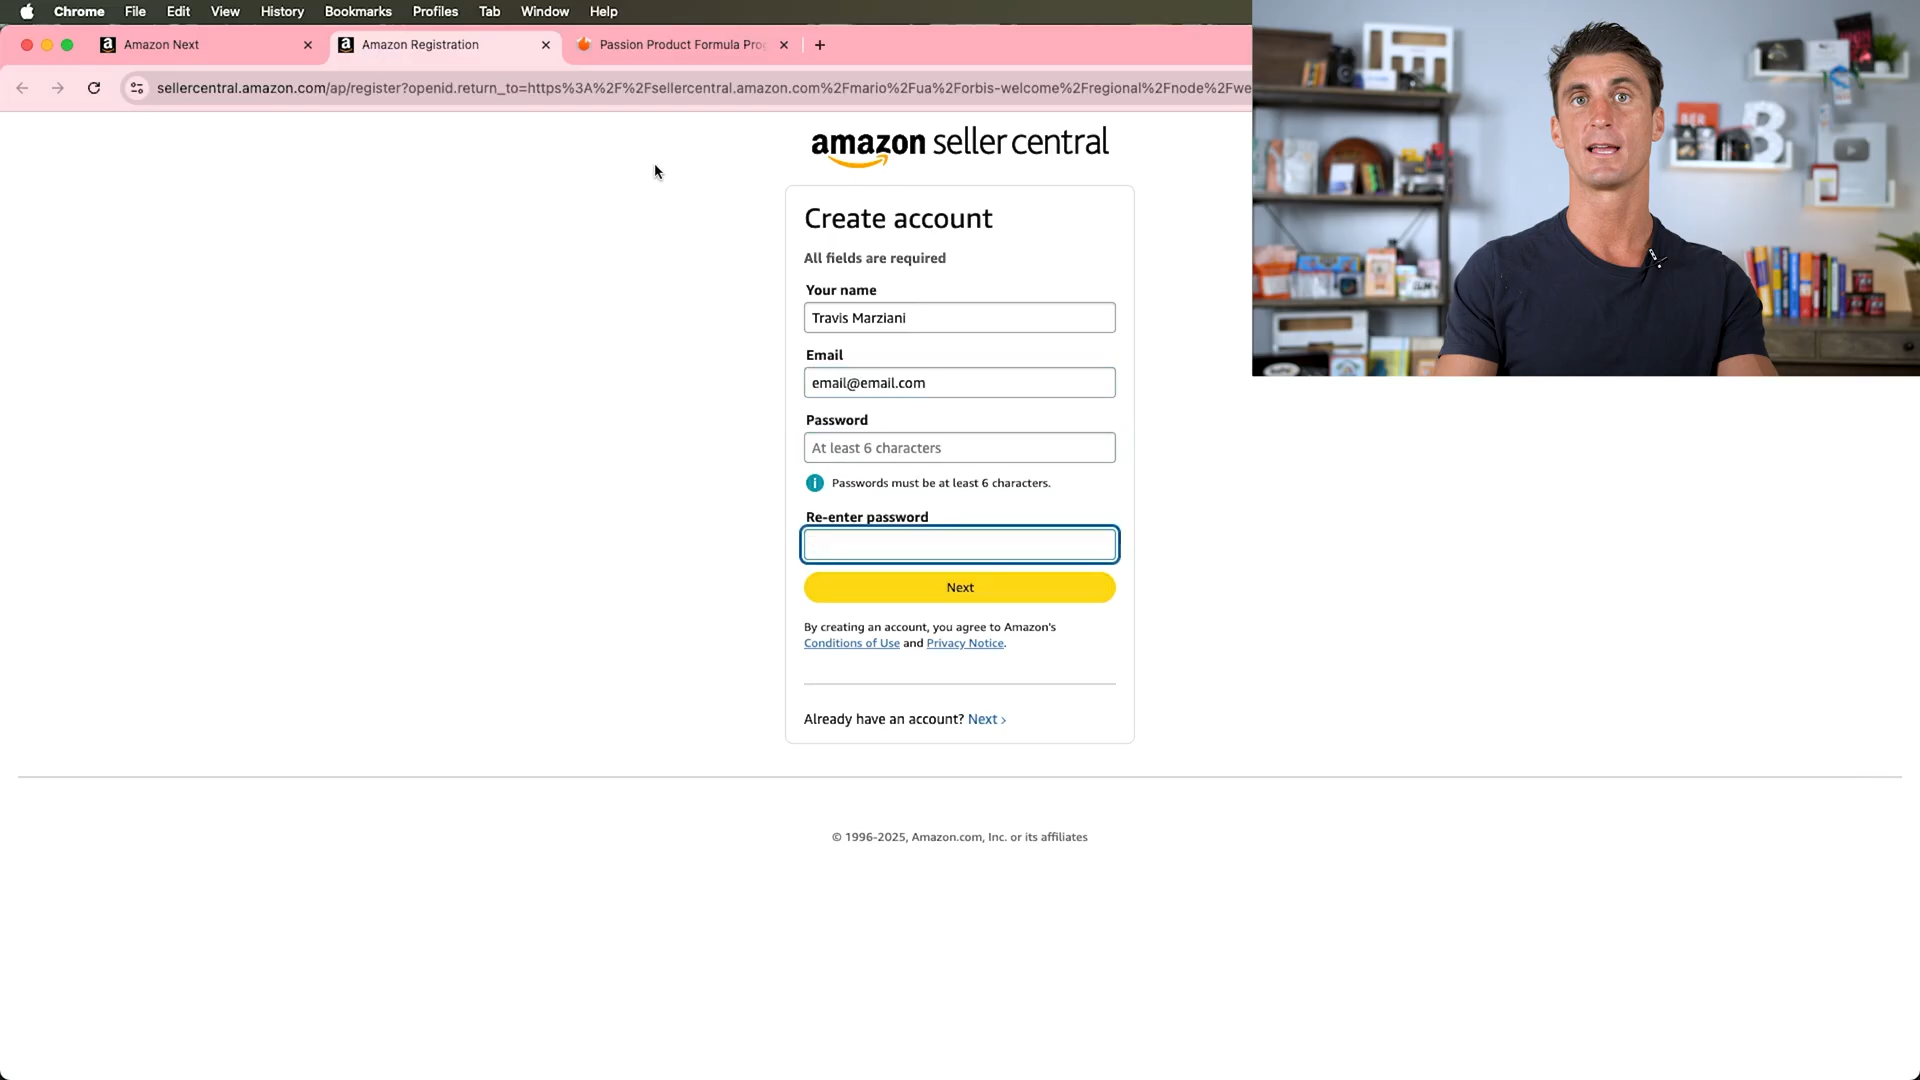 Chrome File Edit View History Bookmarks Profiles Tab Window Help
Amazon Next
Amazon Registration
Passion Product Formula Pro
sellercentral.amazon.com/ap/register?openid.return_to=https%3A%2F%2Fsellercentral.amazon.com%2Fmario%2Fua%2Forbis-welcome%2Fregional%2Fnode%2Fwe
amazon seller central
Create account
All fields are required
Your name
Travis Marziani
Email
email@email.com
Password
At least 6 characters
Passwords must be at least 6 characters.
Re-enter password
Next
By creating an account, you agree to Amazon's
Conditions of Use and Privacy Notice.
Already have an account? Next ›
© 1996-2025, Amazon.com, Inc. or its affiliates